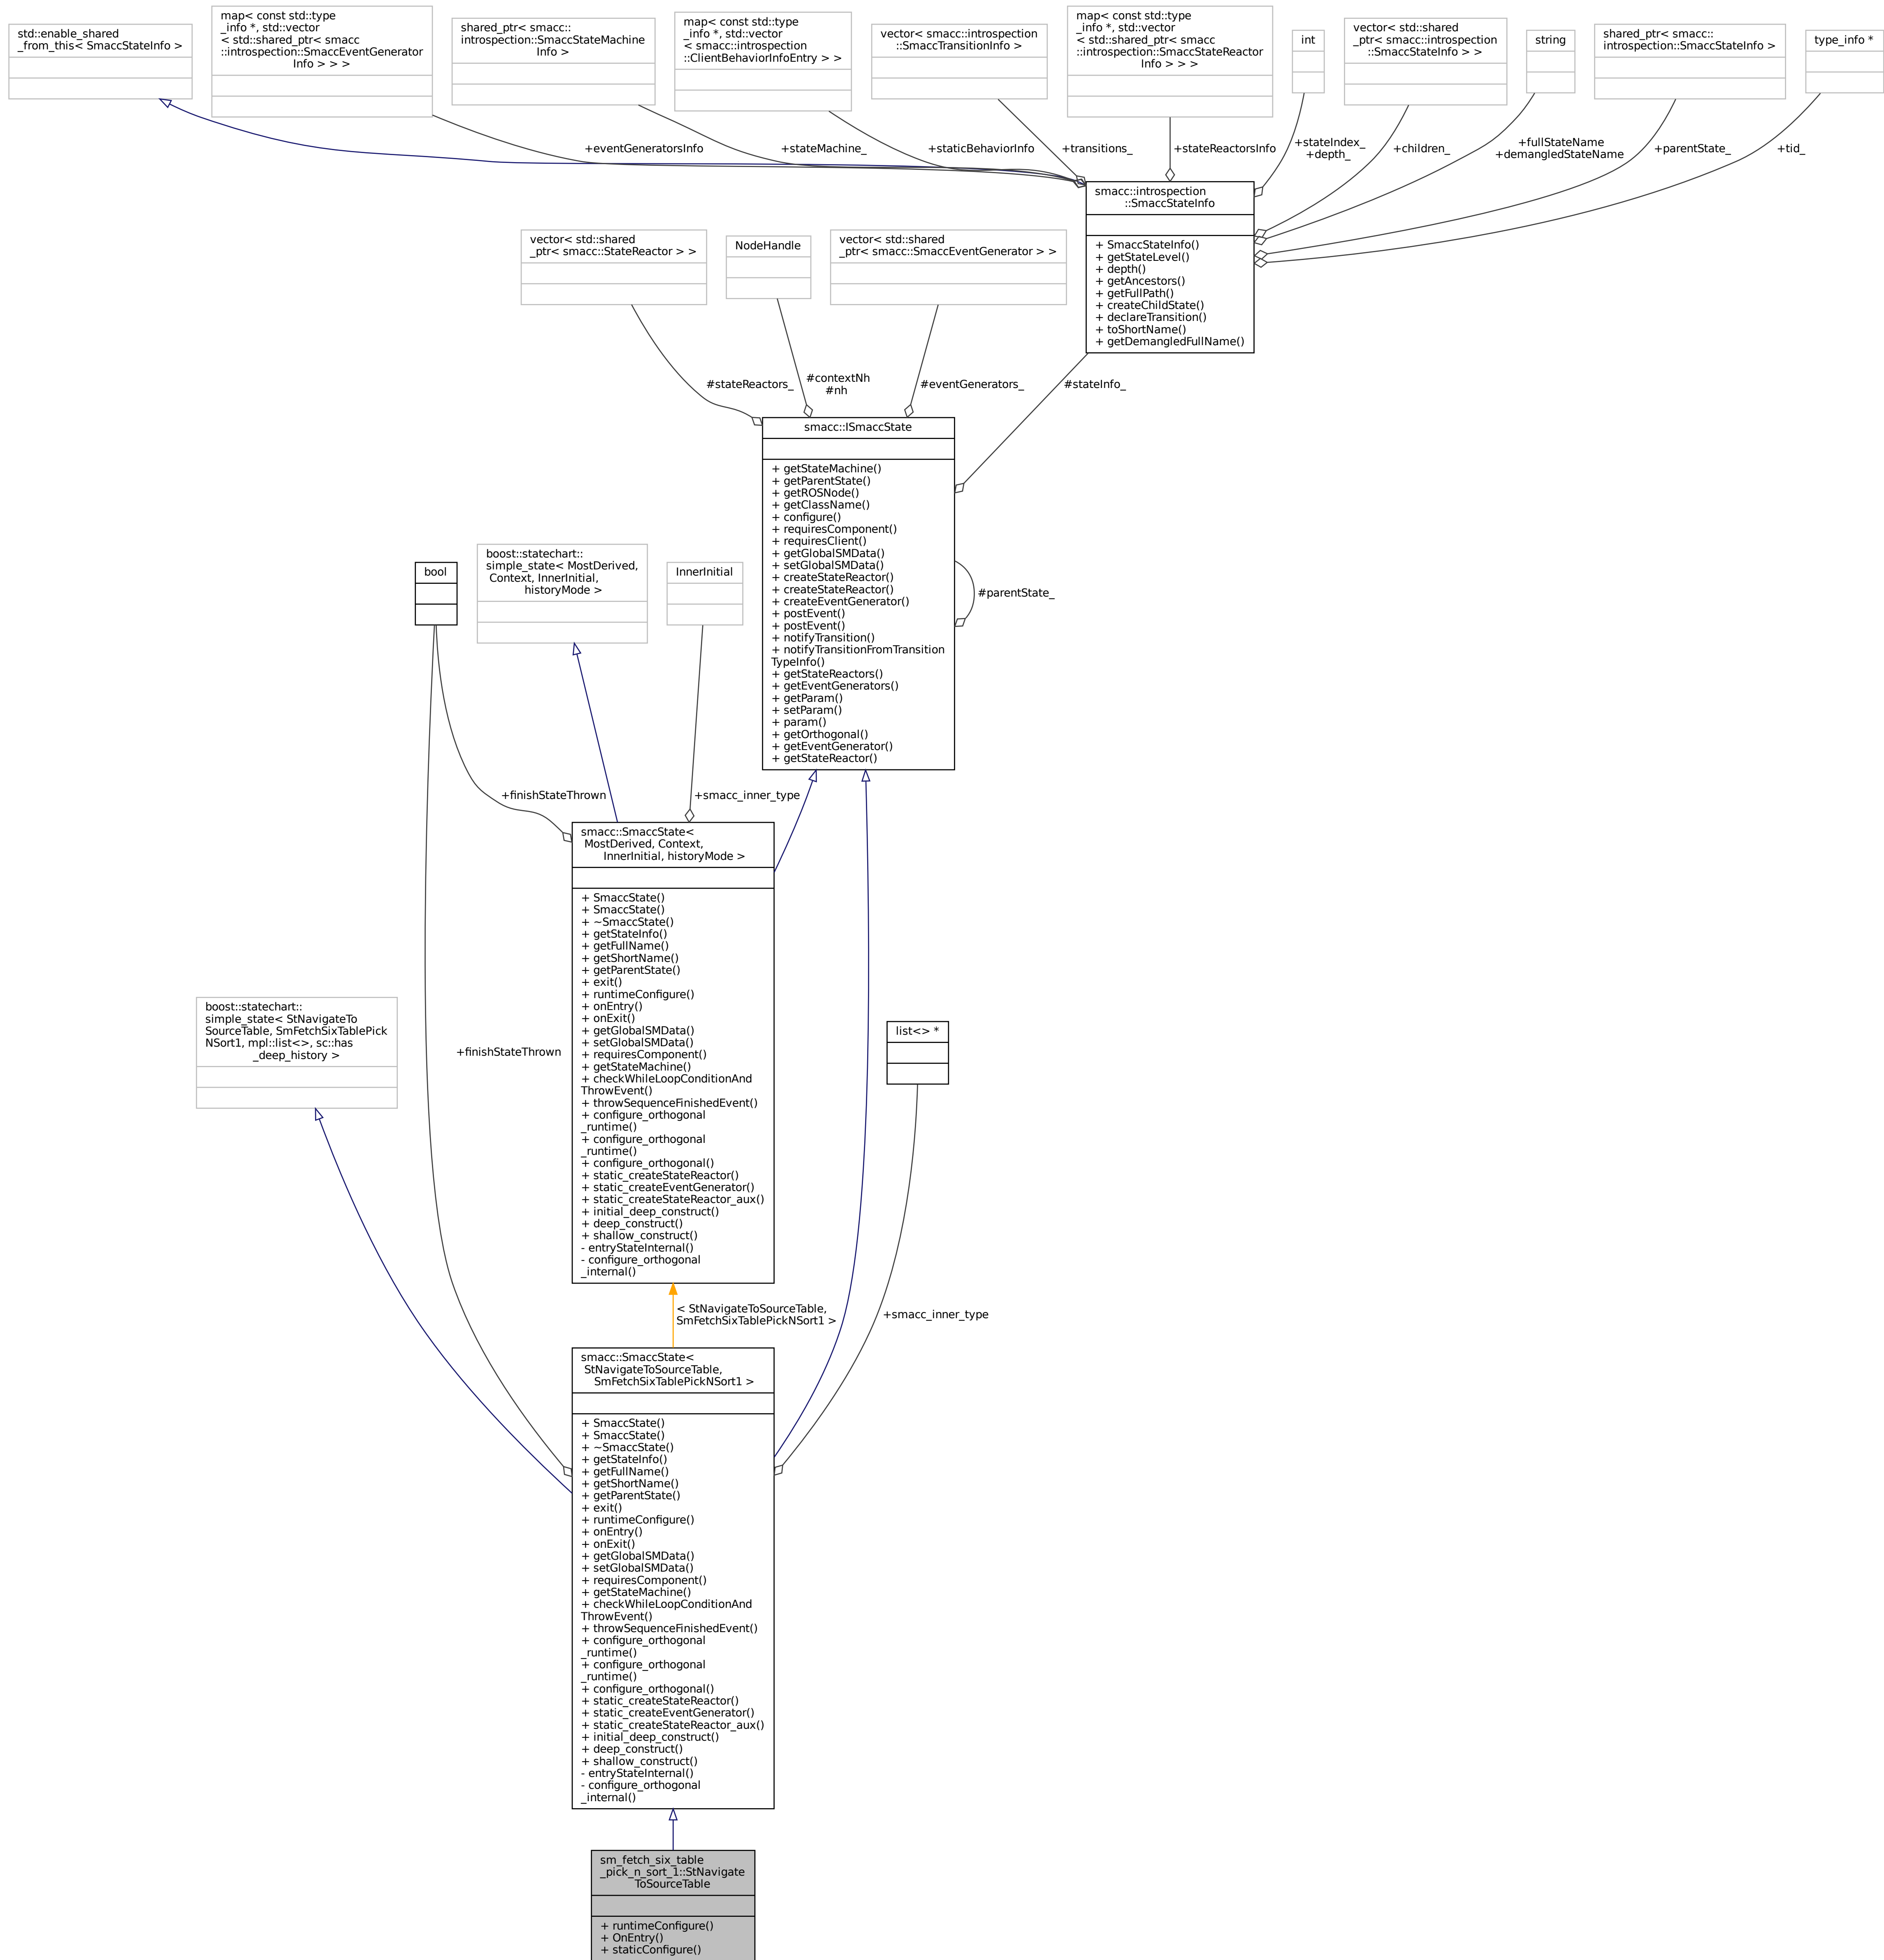 std::enable_shared
_from_this< SmaccStateInfo >
map< const std::type
_info *, std::vector
< std::shared_ptr< smacc
::introspection::SmaccEventGenerator
Info > > >
shared_ptr< smacc::
introspection::SmaccStateMachine
Info >
map< const std::type
_info *, std::vector
< smacc::introspection
::ClientBehaviorInfoEntry > >
vector< smacc::introspection
::SmaccTransitionInfo >
map< const std::type
_info *, std::vector
< std::shared_ptr< smacc
::introspection::SmaccStateReactor
Info > > >
int
vector< std::shared
_ptr< smacc::introspection
::SmaccStateInfo > >
string
shared_ptr< smacc::
introspection::SmaccStateInfo >
type_info *
+eventGeneratorsInfo
+stateMachine_
+staticBehaviorInfo
+transitions_
+stateReactorsInfo
+stateIndex_
+depth_
+children_
+fullStateName
+demangledStateName
+parentState_
+tid_
smacc::introspection
::SmaccStateInfo
+ SmaccStateInfo()
+ getStateLevel()
+ depth()
+ getAncestors()
+ getFullPath()
+ createChildState()
+ declareTransition()
+ toShortName()
+ getDemangledFullName()
vector< std::shared
_ptr< smacc::StateReactor > >
NodeHandle
vector< std::shared
_ptr< smacc::SmaccEventGenerator > >
#stateReactors_
#contextNh
#nh
#eventGenerators_
#stateInfo_
smacc::ISmaccState
+ getStateMachine()
+ getParentState()
+ getROSNode()
+ getClassName()
+ configure()
+ requiresComponent()
+ requiresClient()
+ getGlobalSMData()
+ setGlobalSMData()
+ createStateReactor()
+ createStateReactor()
+ createEventGenerator()
+ postEvent()
+ postEvent()
+ notifyTransition()
+ notifyTransitionFromTransition
TypeInfo()
+ getStateReactors()
+ getEventGenerators()
+ getParam()
+ setParam()
+ param()
+ getOrthogonal()
+ getEventGenerator()
+ getStateReactor()
#parentState_
bool
boost::statechart::
simple_state< MostDerived,
Context, InnerInitial,
historyMode >
InnerInitial
+finishStateThrown
+smacc_inner_type
smacc::SmaccState<
MostDerived, Context,
InnerInitial, historyMode >
+ SmaccState()
+ SmaccState()
+ ~SmaccState()
+ getStateInfo()
+ getFullName()
+ getShortName()
+ getParentState()
+ exit()
+ runtimeConfigure()
+ onEntry()
+ onExit()
+ getGlobalSMData()
+ setGlobalSMData()
+ requiresComponent()
+ getStateMachine()
+ checkWhileLoopConditionAnd
ThrowEvent()
+ throwSequenceFinishedEvent()
+ configure_orthogonal
_runtime()
+ configure_orthogonal
_runtime()
+ configure_orthogonal()
+ static_createStateReactor()
+ static_createEventGenerator()
+ static_createStateReactor_aux()
+ initial_deep_construct()
+ deep_construct()
+ shallow_construct()
- entryStateInternal()
- configure_orthogonal
_internal()
boost::statechart::
simple_state< StNavigateTo
SourceTable, SmFetchSixTablePick
NSort1, mpl::list<>, sc::has
_deep_history >
+finishStateThrown
list<> *
< StNavigateToSourceTable,
SmFetchSixTablePickNSort1 >
+smacc_inner_type
smacc::SmaccState<
StNavigateToSourceTable,
SmFetchSixTablePickNSort1 >
+ SmaccState()
+ SmaccState()
+ ~SmaccState()
+ getStateInfo()
+ getFullName()
+ getShortName()
+ getParentState()
+ exit()
+ runtimeConfigure()
+ onEntry()
+ onExit()
+ getGlobalSMData()
+ setGlobalSMData()
+ requiresComponent()
+ getStateMachine()
+ checkWhileLoopConditionAnd
ThrowEvent()
+ throwSequenceFinishedEvent()
+ configure_orthogonal
_runtime()
+ configure_orthogonal
_runtime()
+ configure_orthogonal()
+ static_createStateReactor()
+ static_createEventGenerator()
+ static_createStateReactor_aux()
+ initial_deep_construct()
+ deep_construct()
+ shallow_construct()
- entryStateInternal()
- configure_orthogonal
_internal()
sm_fetch_six_table
_pick_n_sort_1::StNavigate
ToSourceTable
+ runtimeConfigure()
+ OnEntry()
+ staticConfigure()